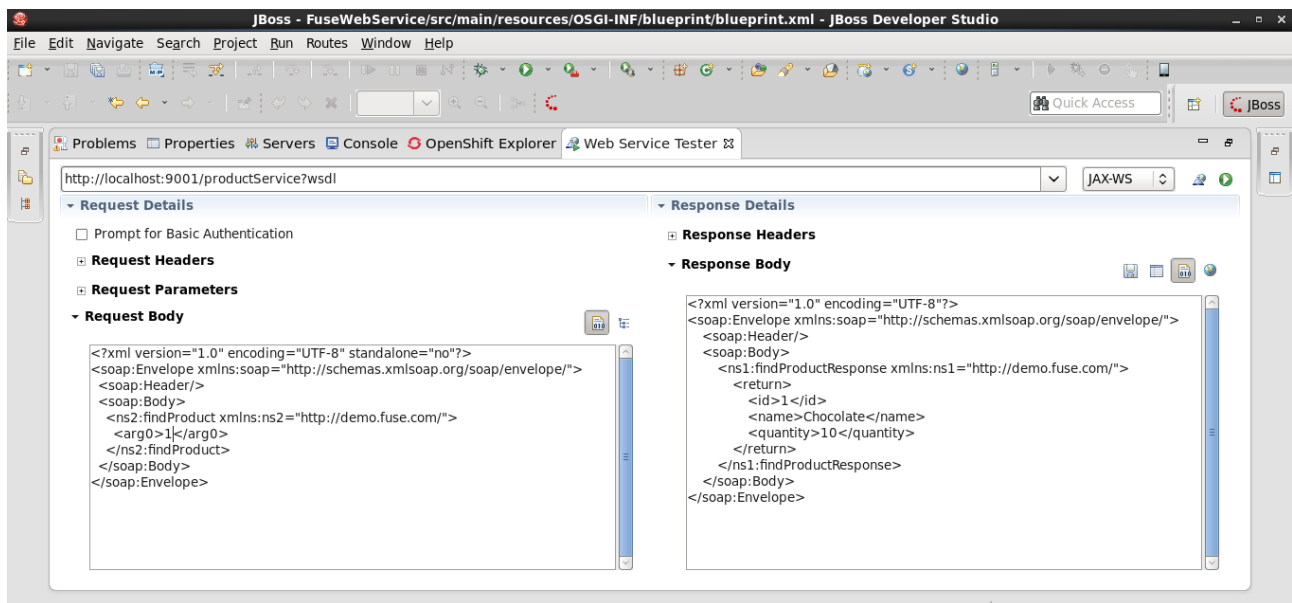 JBoss - FuseWebService/src/main/resources/OSGI-INF/blueprint/blueprint.xml - JBoss Developer Studio
File Edit Navigate Search Project Run Routes Window Help
Quick Access
JBoss
Problems Properties Servers Console OpenShift Explorer Web Service Tester
http://localhost:9001/productService?wsdl
JAX-WS
Request Details
Prompt for Basic Authentication
Request Headers
Request Parameters
Request Body
<?xml version="1.0" encoding="UTF-8" standalone="no"?>
<soap:Envelope xmlns:soap="http://schemas.xmlsoap.org/soap/envelope/">
<soap:Header/>
<soap:Body>
<ns2:findProduct xmlns:ns2="http://demo.fuse.com/">
<arg0>1</arg0>
</ns2:findProduct>
</soap:Body>
</soap:Envelope>
Response Details
Response Headers
Response Body
<?xml version="1.0" encoding="UTF-8"?>
<soap:Envelope xmlns:soap="http://schemas.xmlsoap.org/soap/envelope/">
<soap:Header/>
<soap:Body>
<ns1:findProductResponse xmlns:ns1="http://demo.fuse.com/">
<return>
<id>1</id>
<name>Chocolate</name>
<quantity>10</quantity>
</return>
</ns1:findProductResponse>
</soap:Body>
</soap:Envelope>